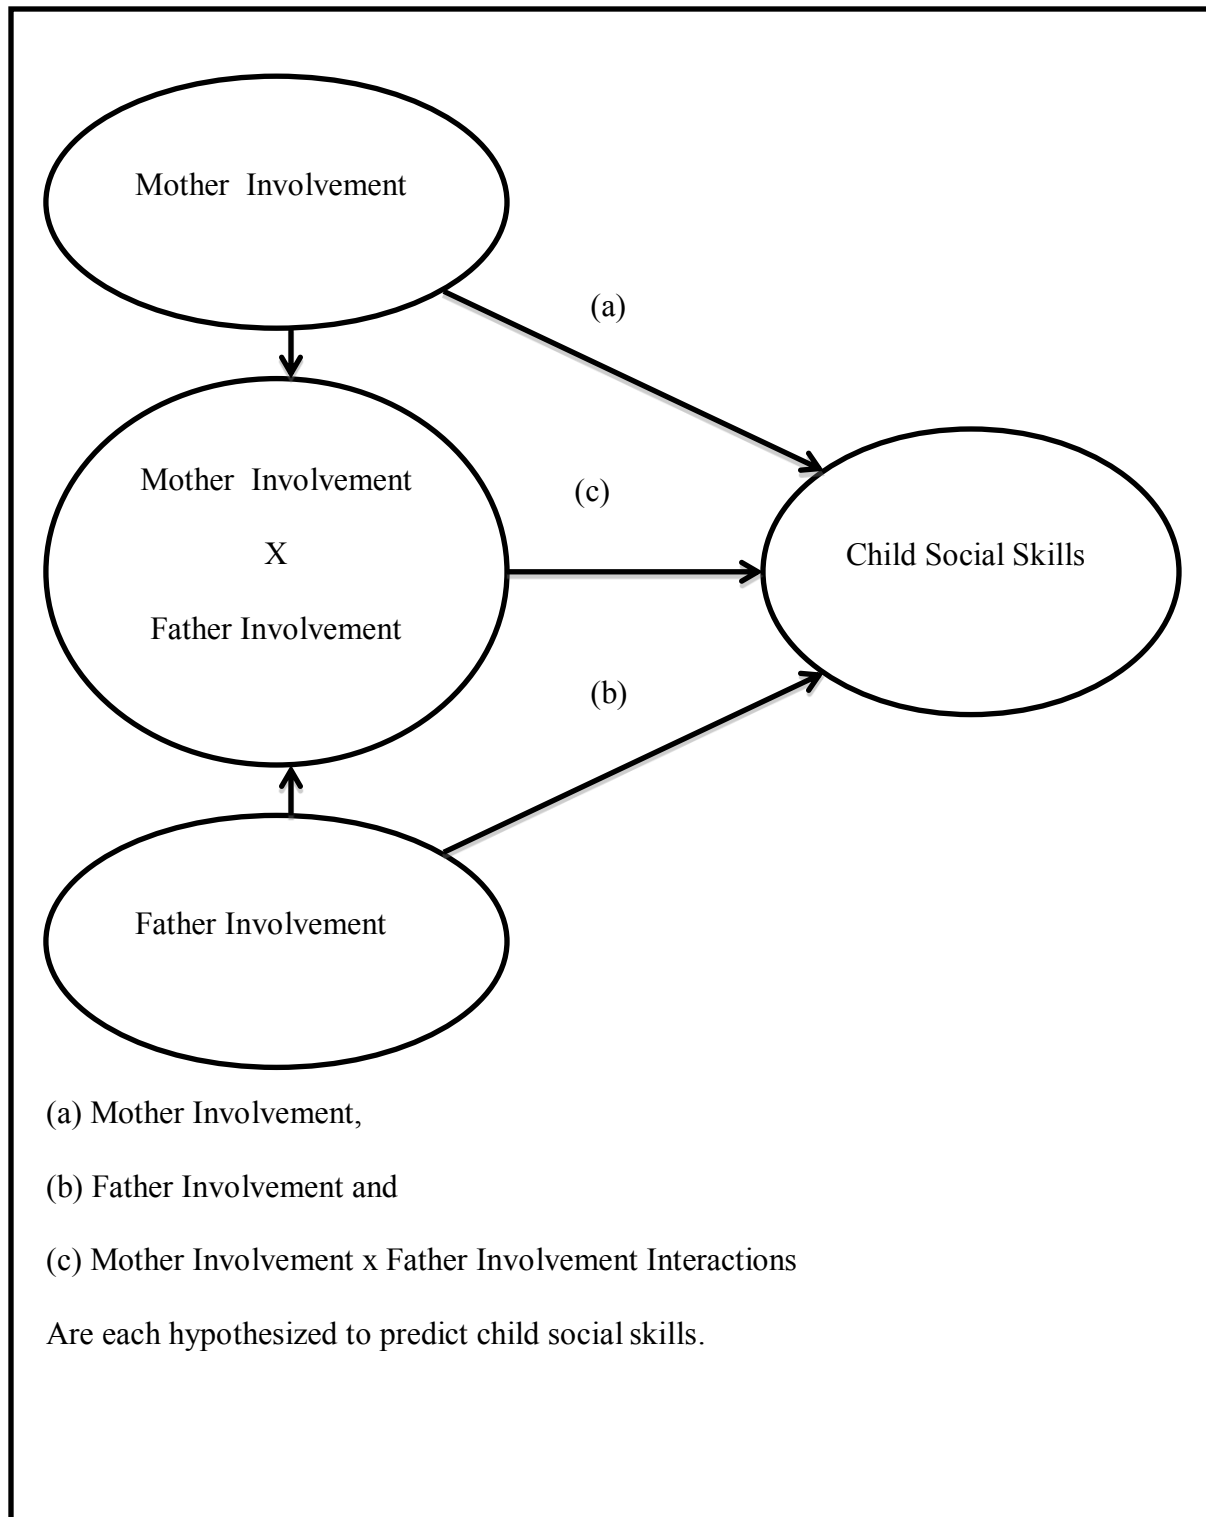 Mother Involvement
(a)
Mother Involvement
X
Father Involvement
(c)
Child Social Skills
(b)
Father Involvement
(a) Mother Involvement,
(b) Father Involvement and
(c) Mother Involvement x Father Involvement Interactions
Are each hypothesized to predict child social skills.